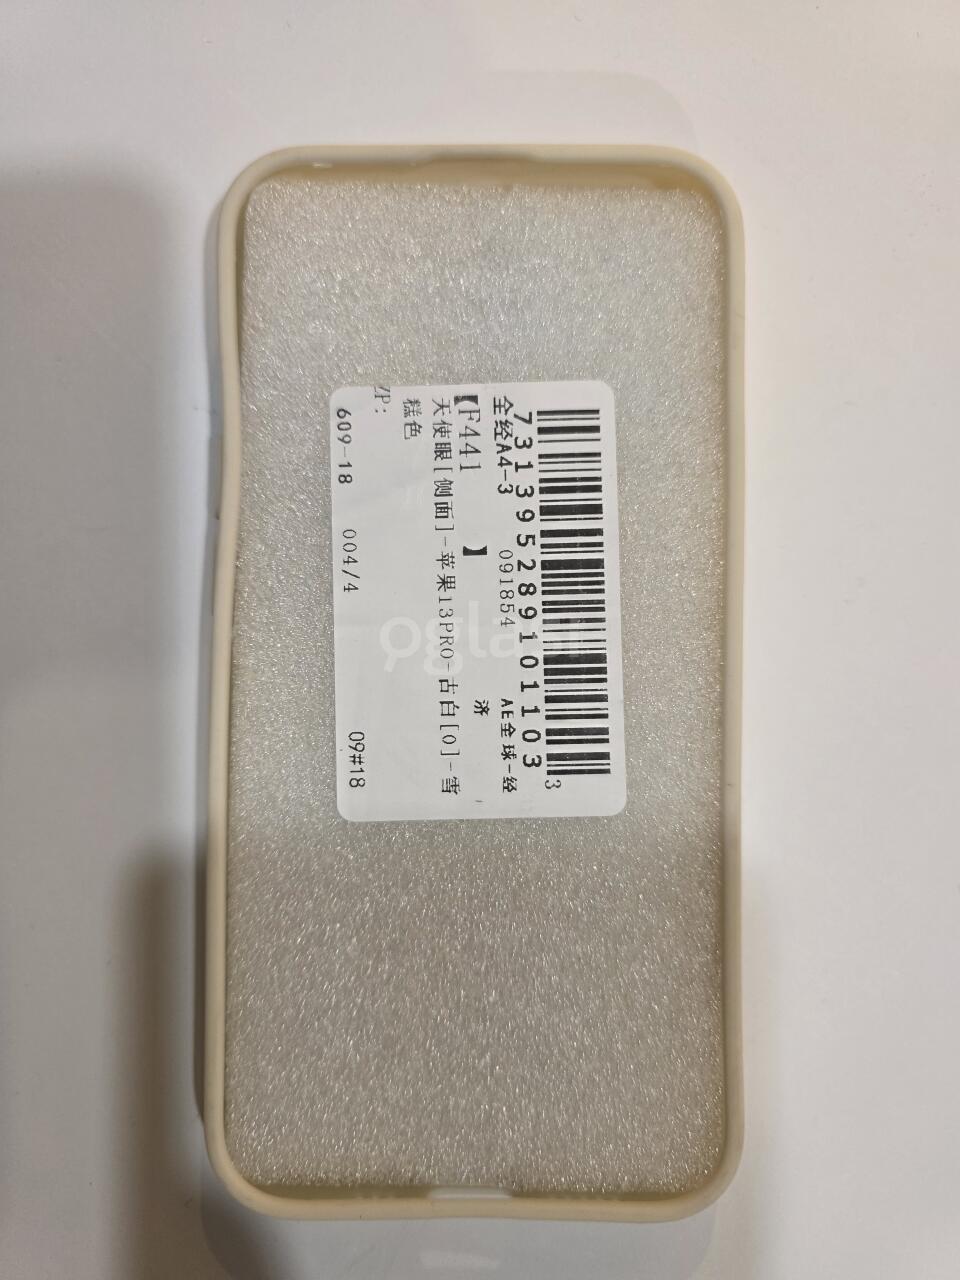 7313952891011033
全经A4-3 091854 AE全球-经
济
【F441 】
天使眼[侧面]-苹果13PRO-古白[0]-雪
糕色
ZP:
609-18 004/4 09#18